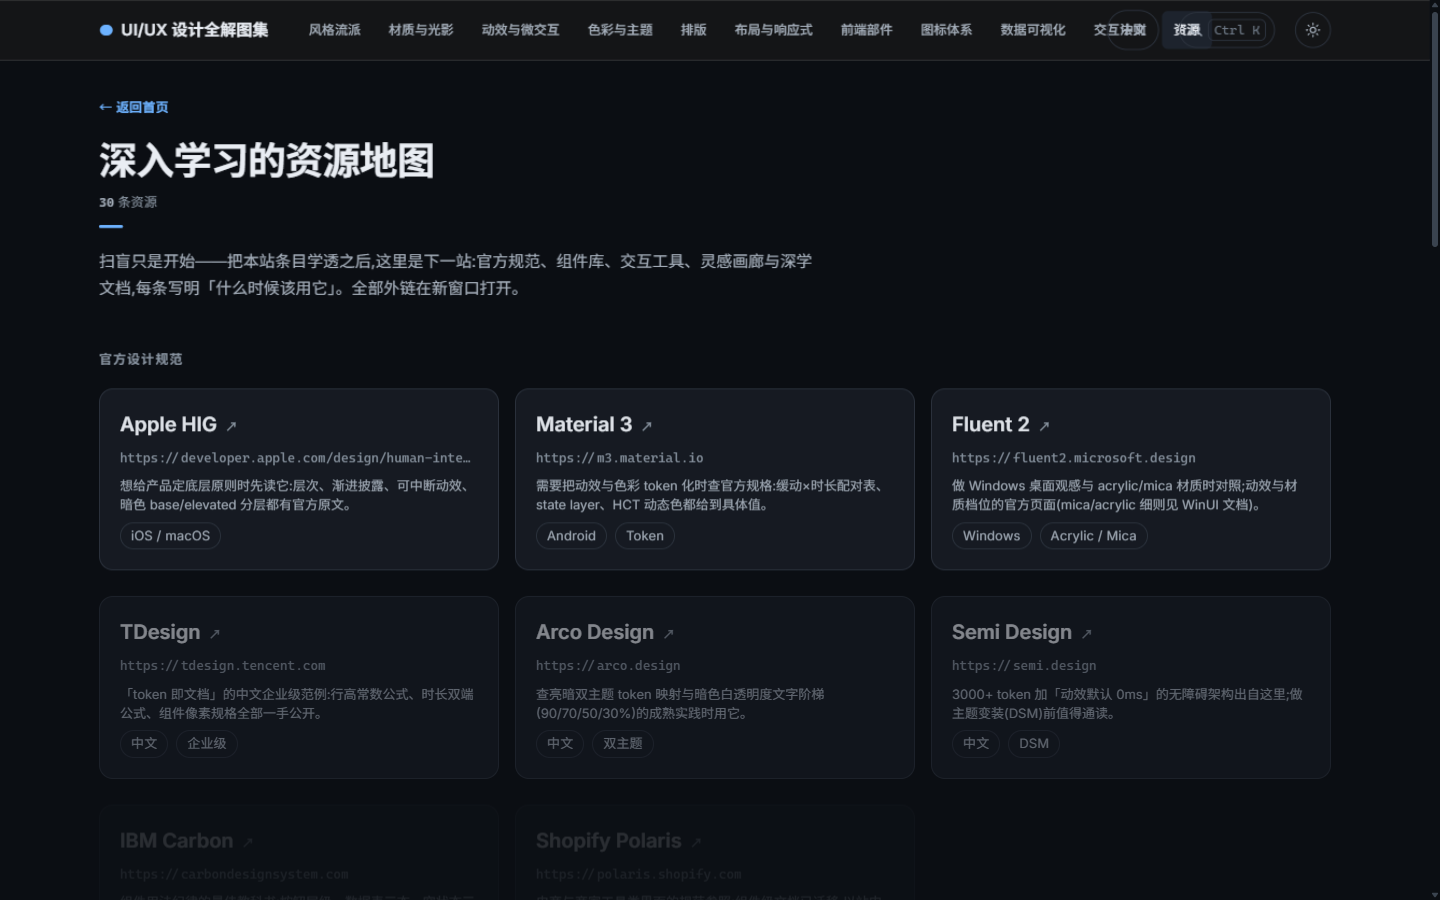 UI/UX 设计全解图集
风格流派
材质与光影
动效与微交互
色彩与主题
排版
布局与响应式
前端部件
图标体系
数据可视化
资源
Ctrl K
← 返回首页
深入学习的资源地图
30 条资源
扫盲只是开始——把本站条目学透之后,这里是下一站:官方规范、组件库、交互工具、灵感画廊与深学
文档,每条写明「什么时候该用它」。全部外链在新窗口打开。
官方设计规范
Apple HIG ↗
https://developer.apple.com/design/human-inte…
想给产品定底层原则时先读它:层次、渐进披露、可中断动效、
暗色 base/elevated 分层都有官方原文。
iOS / macOS
Material 3 ↗
https://m3.material.io
需要把动效与色彩 token 化时查官方规格:缓动×时长配对表、
state layer、HCT 动态色都给到具体值。
Android
Token
Fluent 2 ↗
https://fluent2.microsoft.design
做 Windows 桌面观感与 acrylic/mica 材质时对照;动效与材
质档位的官方页面(mica/acrylic 细则见 WinUI 文档)。
Windows
Acrylic / Mica
TDesign ↗
https://tdesign.tencent.com
「token 即文档」的中文企业级范例:行高常数公式、时长双端
公式、组件像素规格全部一手公开。
中文
企业级
Arco Design ↗
https://arco.design
查亮暗双主题 token 映射与暗色白透明度文字阶梯
(90/70/50/30%)的成熟实践时用它。
中文
双主题
Semi Design ↗
https://semi.design
3000+ token 加「动效默认 0ms」的无障碍架构出自这里;做
主题变装(DSM)前值得通读。
中文
DSM
IBM Carbon ↗
https://carbondesignsystem.com
Shopify Polaris ↗
https://polaris.shopify.com